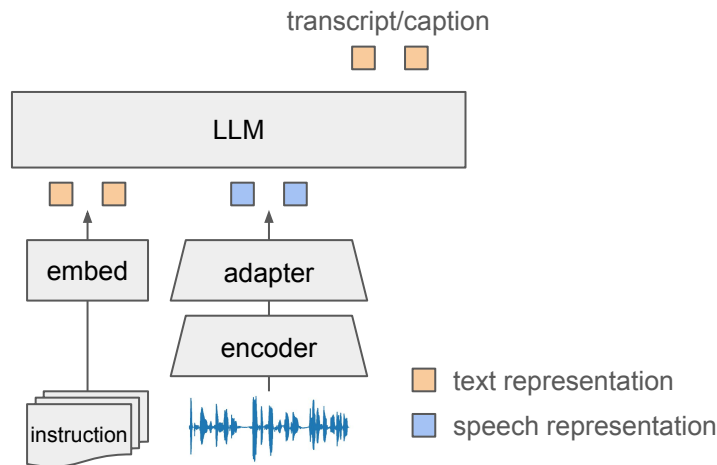 transcript/caption
LLM
embed
adapter
encoder
instruction
text representation
speech representation